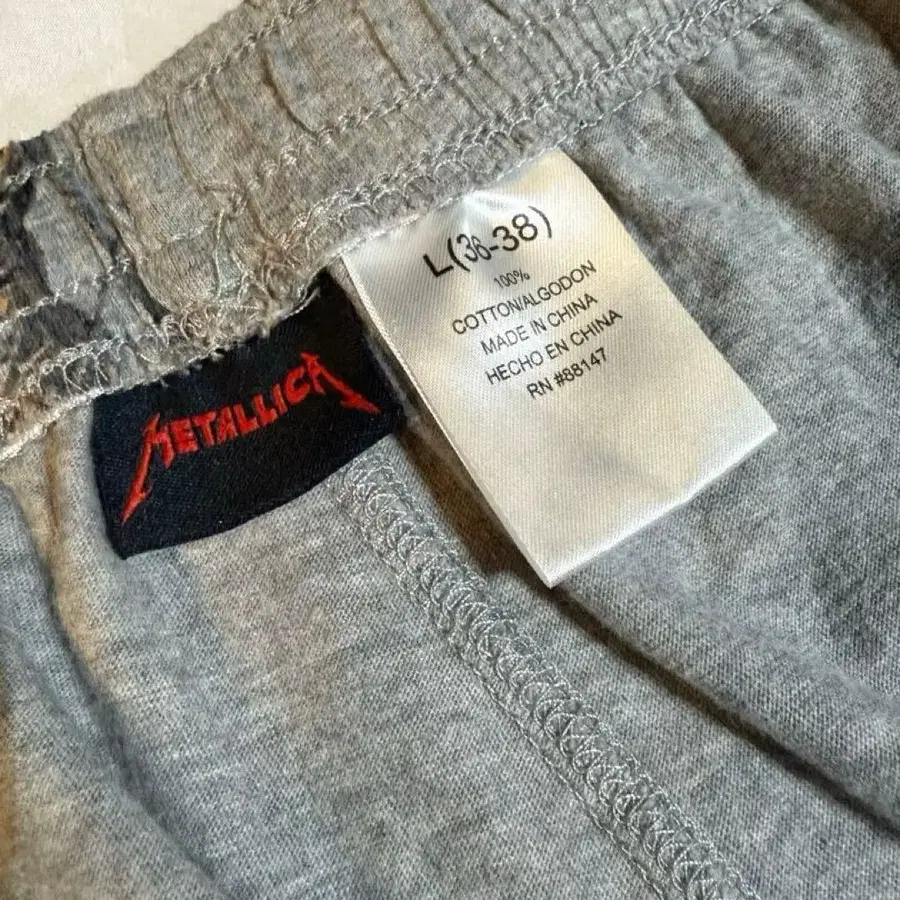 METALLICA
L(36-38)
100%
COTTON/ALGODON
MADE IN CHINA
HECHO EN CHINA
RN #88147